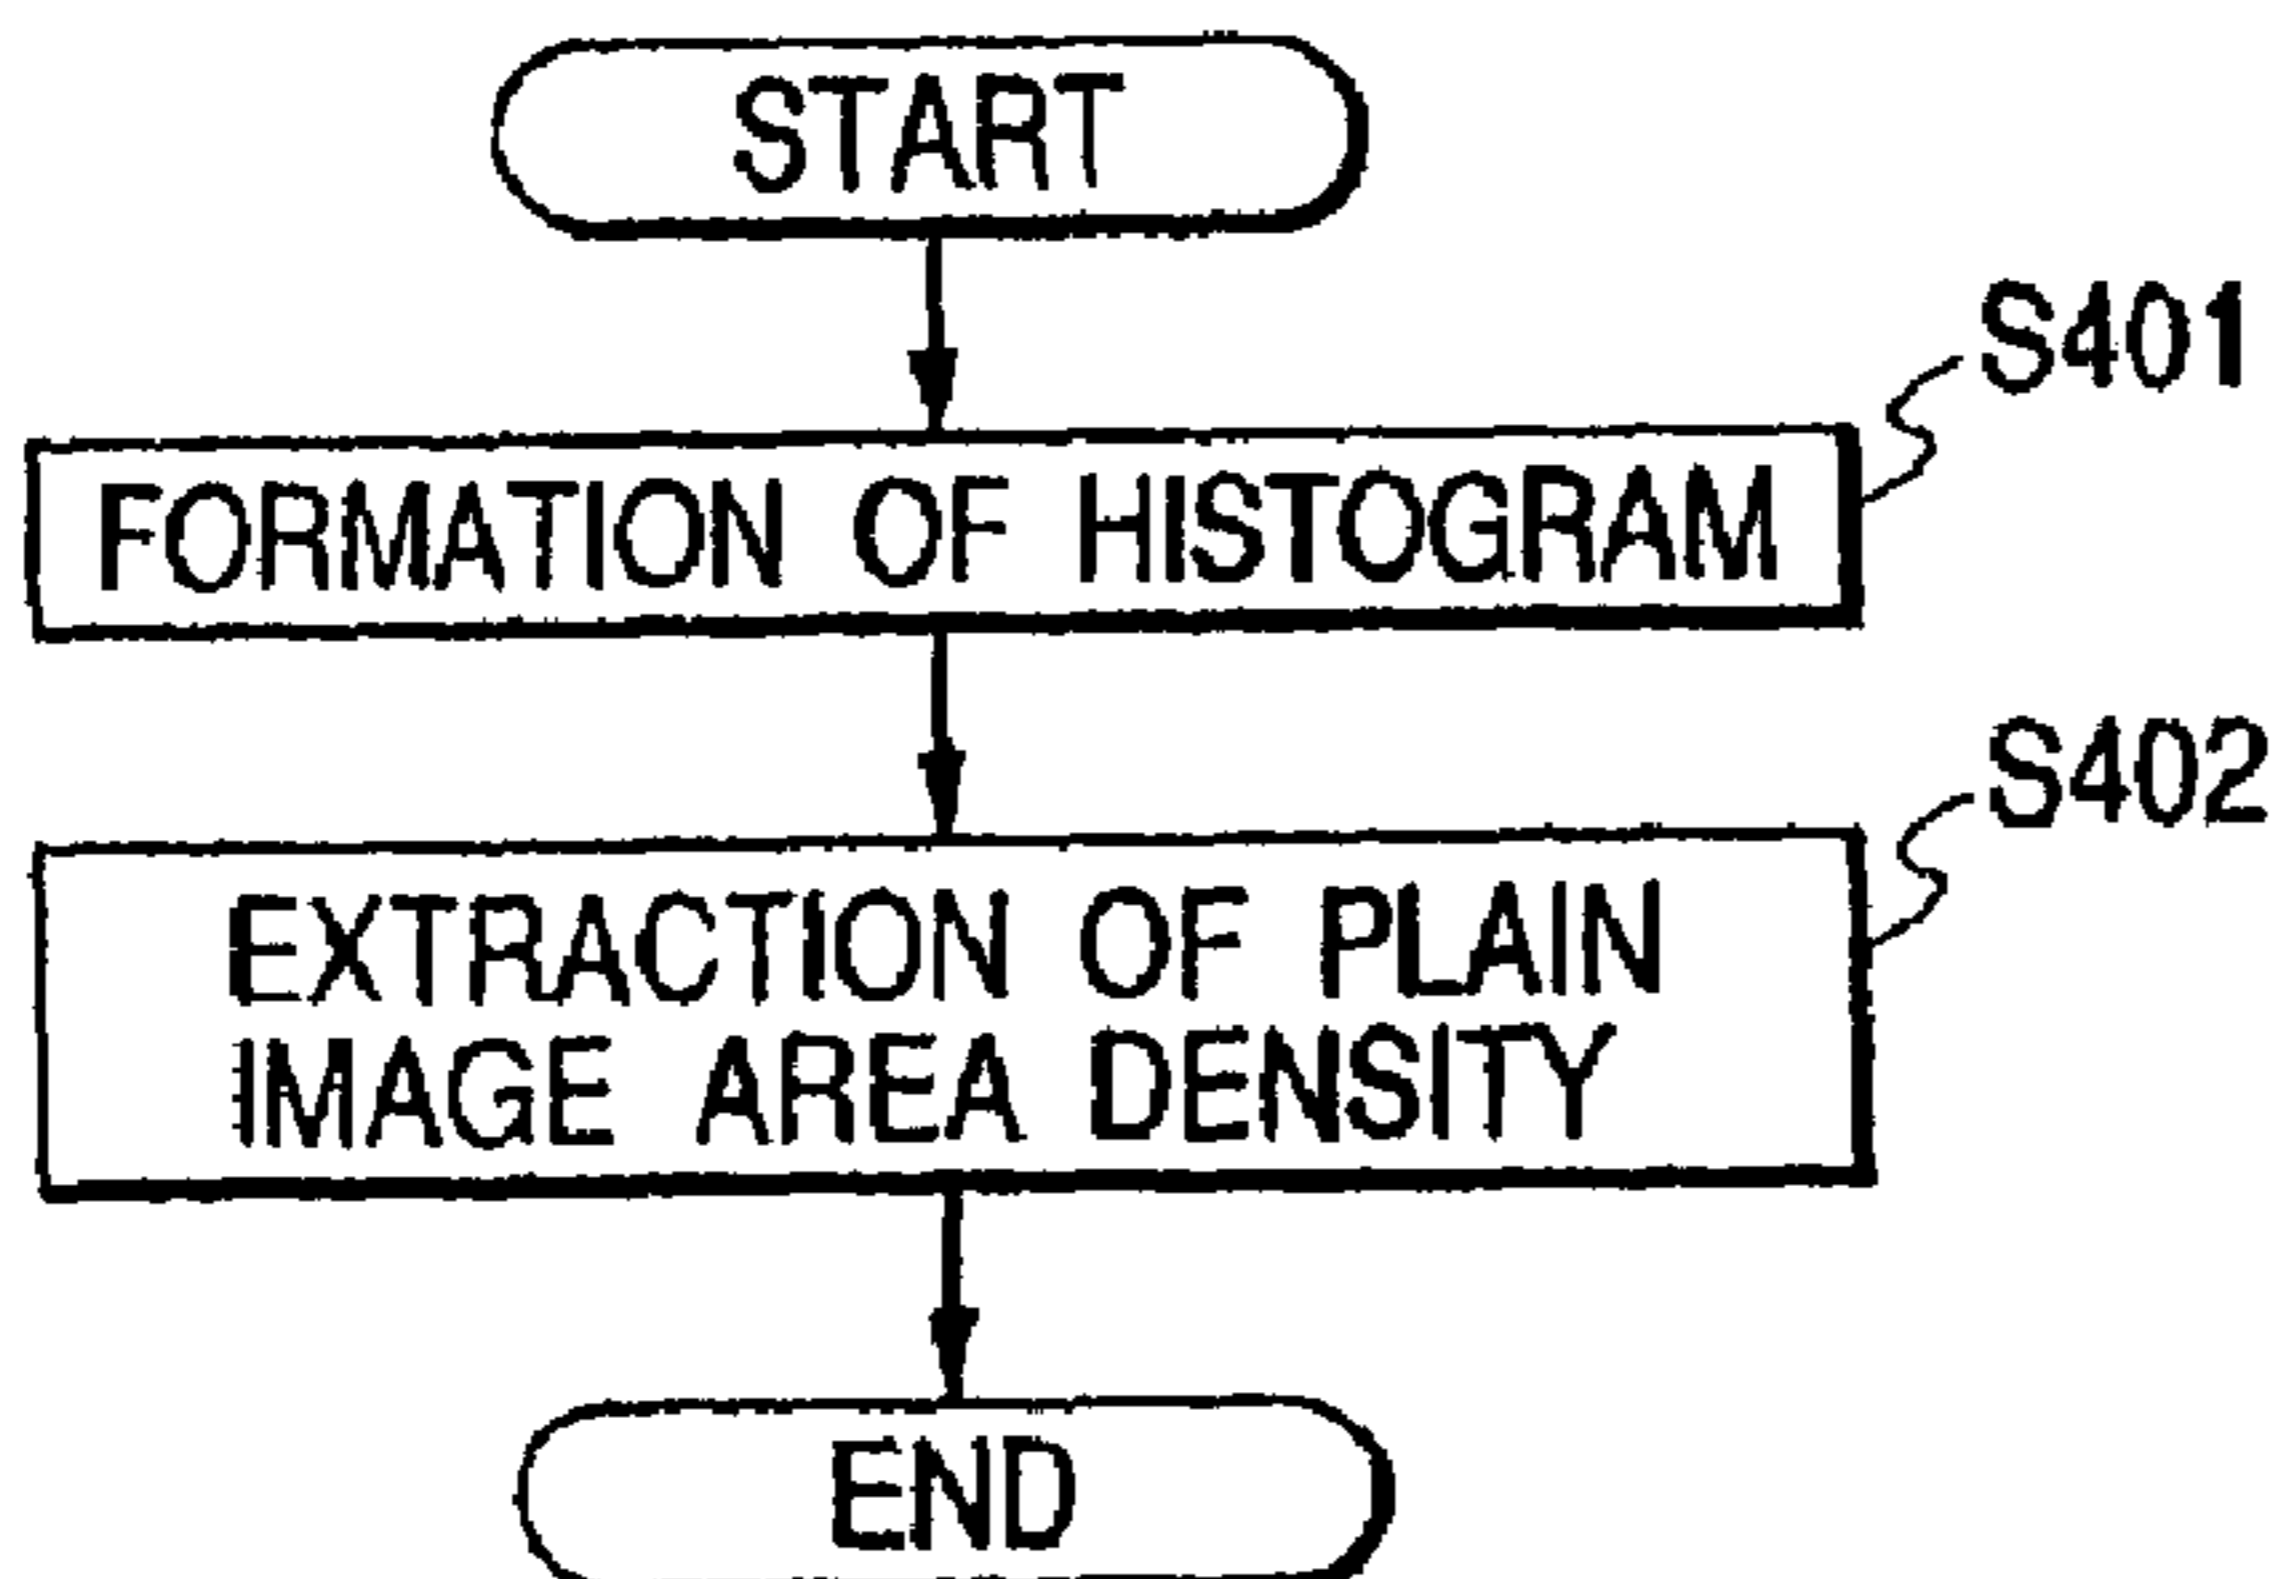 START
S401
FORMATION OF HISTOGRAM
S402
EXTRACTION OF PLAIN
IMAGE AREA DENSITY
END